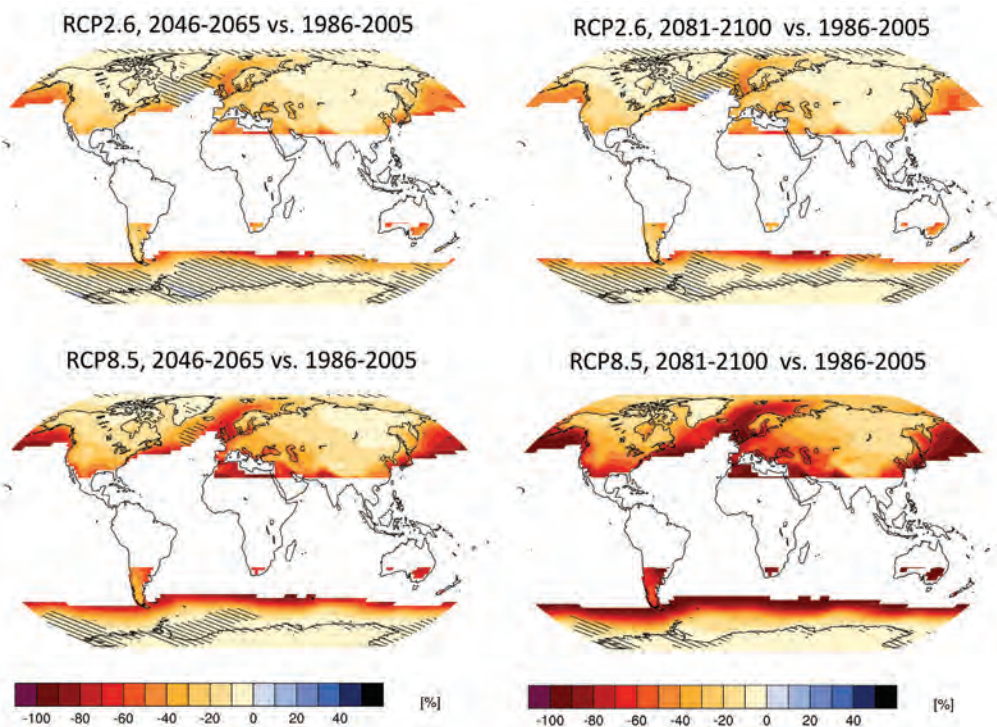 RCP2.6, 2046-2065 vs. 1986-2005
RCP2.6, 2081-2100 vs. 1986-2005
RCP8.5, 2046-2065 vs. 1986-2005
RCP8.5, 2081-2100 vs. 1986-2005
-100 -80 -60 -40 -20 0 20 40 [%]
-100 -80 -60 -40 -20 0 20 40 [%]